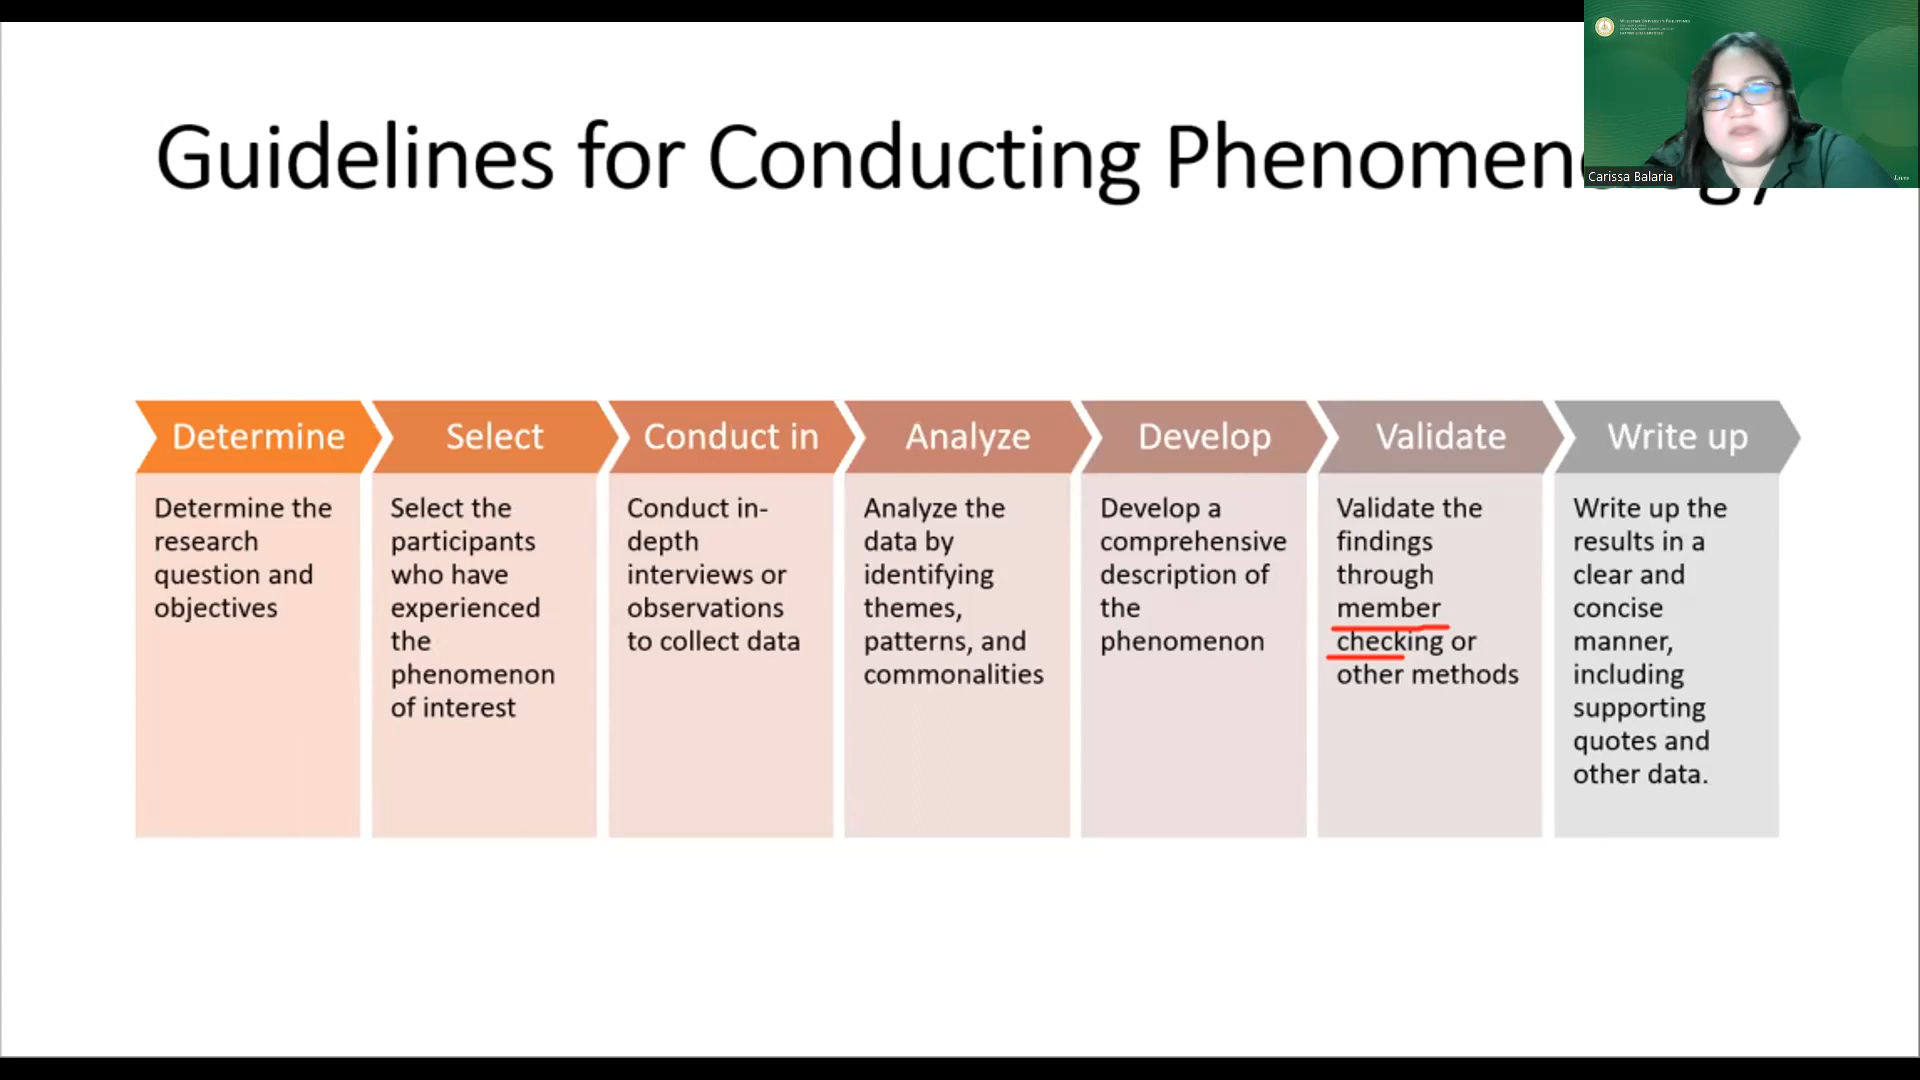 Guidelines for Conducting Phenomen gy
Carissa Balaria
Determine
Select
Conduct in
Analyze
Develop
Validate
Write up
Determine the
research
question and
objectives
Select the
participants
who have
experienced
the
phenomenon
of interest
Conduct in-
depth
interviews or
observations
to collect data
Analyze the
data by
identifying
themes,
patterns, and
commonalities
Develop a
comprehensive
description of
the
phenomenon
Validate the
findings
through
member
checking or
other methods
Write up the
results in a
clear and
concise
manner,
including
supporting
quotes and
other data.